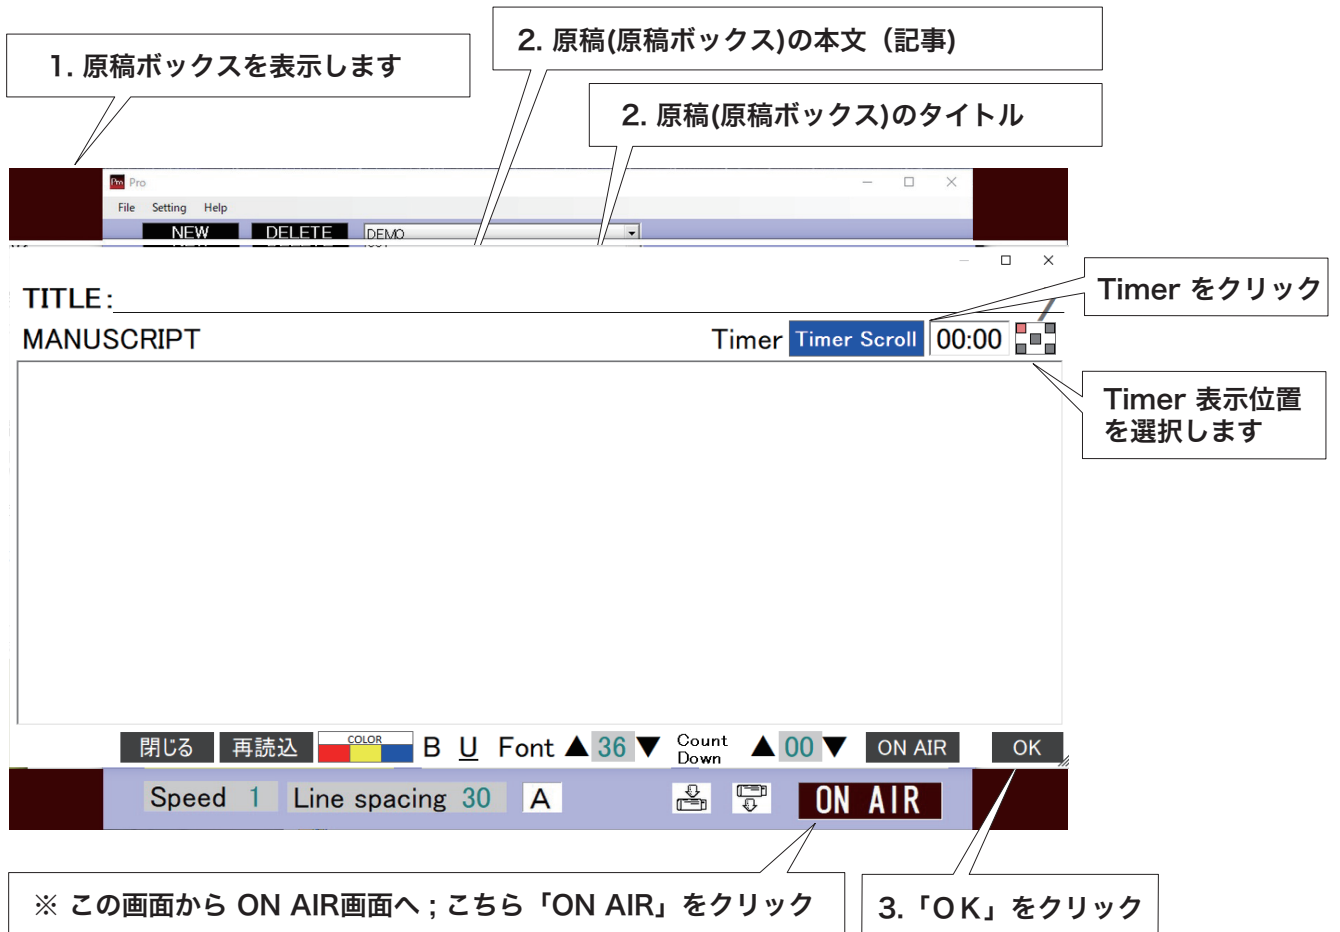 2. 原稿(原稿ボックス)の本文（記事)
1. 原稿ボックスを表示します
2. 原稿(原稿ボックス)のタイトル
Pm Pro
File Setting Help
NEW DELETE DEMO
TITLE:
Timer をクリック
MANUSCRIPT Timer Timer Scroll 00:00
Timer 表示位置
を選択します
閉じる 再読込 COLOR B U Font ▲ 36 ▼ Count Down ▲ 00 ▼ ON AIR OK
Speed 1 Line spacing 30 A ON AIR
※ この画面から ON AIR画面へ ; こちら「ON AIR」をクリック
3.「OK」をクリック